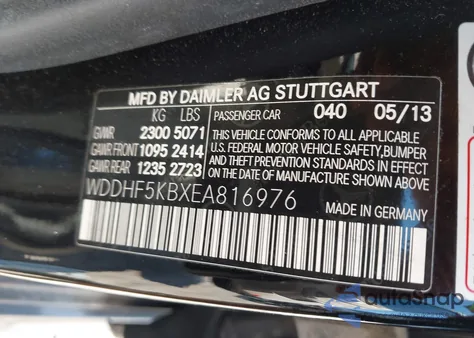 MFD BY DAIMLER AG STUTTGART
KG LBS
PASSENGER CAR 040 05/13
GVWR 2300 5071
GAWR FRONT 1095 2414
GAWR REAR 1235 2723
THIS VEHICLE CONFORMS TO ALL APPLICABLE
U.S. FEDERAL MOTOR VEHICLE SAFETY, BUMPER
AND THEFT PREVENTION STANDARDS IN EFFECT
ON THE DATE OF MANUFACTURE SHOWN ABOVE
WDDHF5KBXEA816976
MADE IN GERMANY
autosnap